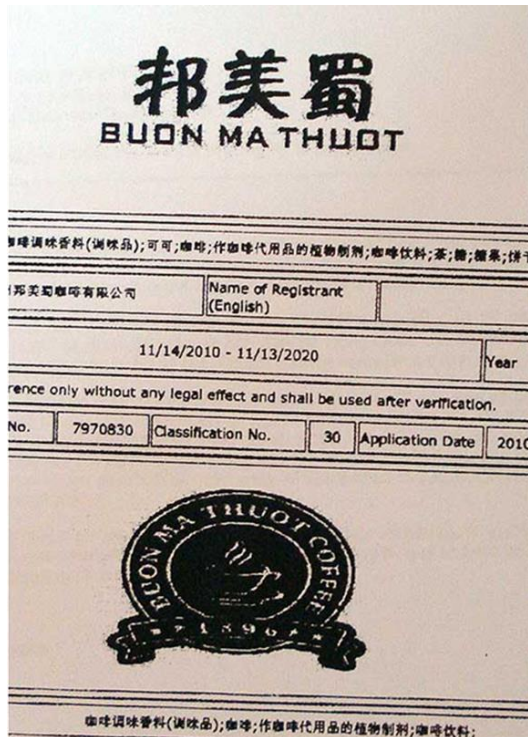 邦美蜀
BUON MA THUOT
咖啡调味香料(调味品);可可;咖啡;作咖啡代用品的植物制剂;咖啡饮料;茶;糖;糖果;饼干
州邦美蜀咖啡有限公司 Name of Registrant (English)
11/14/2010 - 11/13/2020 Year
rence only without any legal effect and shall be used after verification.
No. 7970830 Classification No. 30 Application Date 2010
BUON MA THUOT COFFEE
1896
咖啡调味香料(调味品);咖啡;作咖啡代用品的植物制剂;咖啡饮料;